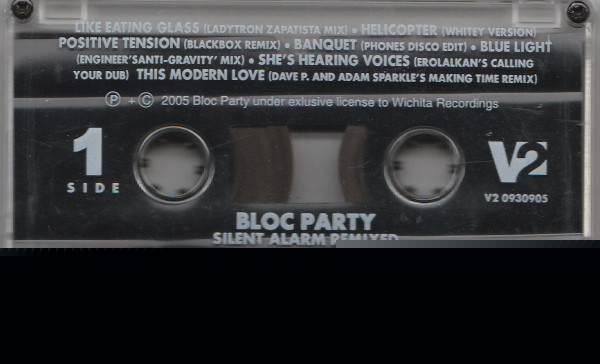 LIKE EATING GLASS (LADYTRON ZAPATISTA MIX) • HELICOPTER (WHITEY VERSION)
POSITIVE TENSION (BLACKBOX REMIX) • BANQUET (PHONES DISCO EDIT) • BLUE LIGHT
(ENGINEER'SANTI-GRAVITY' MIX) • SHE'S HEARING VOICES (EROLALKAN'S CALLING
YOUR DUB) THIS MODERN LOVE (DAVE P. AND ADAM SPARKLE'S MAKING TIME REMIX)
Ⓟ +© 2005 Bloc Party under exlusive license to Wichita Recordings
1
SIDE
V2
V2 0930905
BLOC PARTY
SILENT ALARM REMIXED